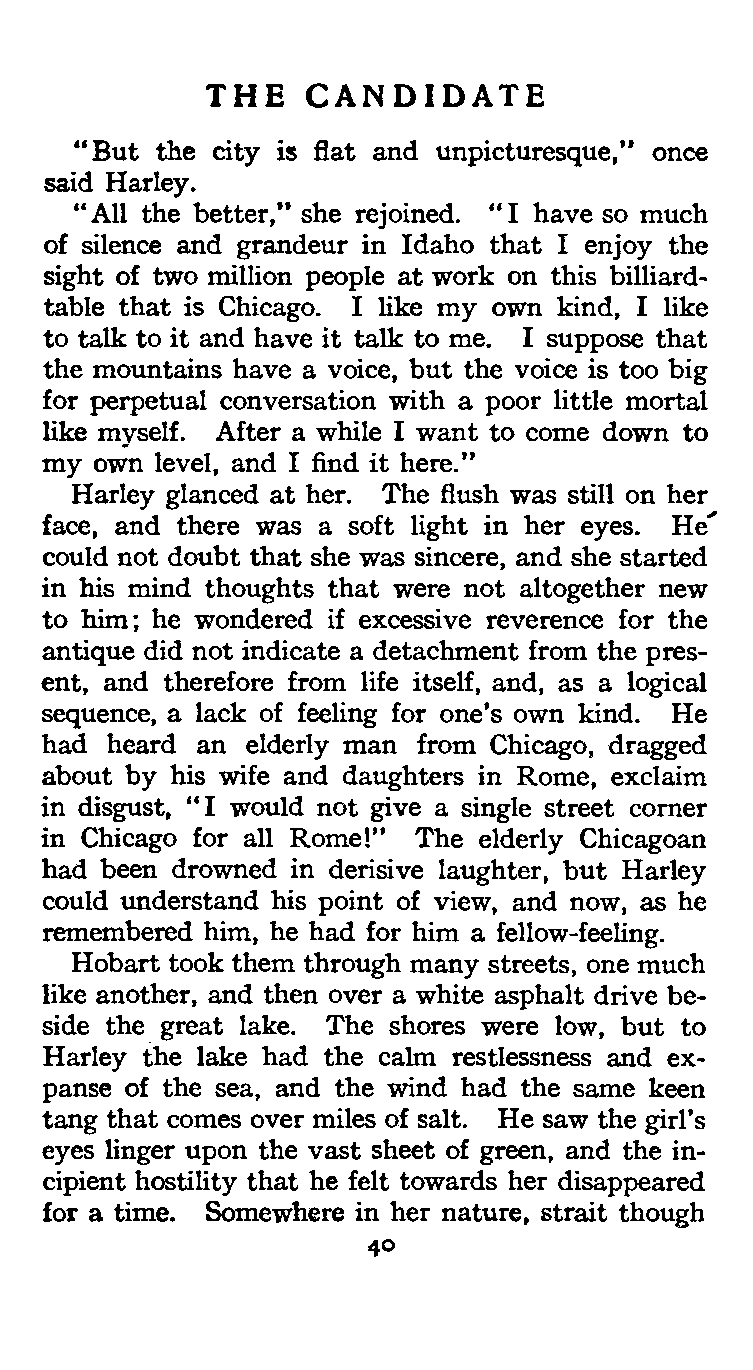 THE CANDIDATE
"But the city is flat and unpicturesque," once
said Harley.
"All the better," she rejoined. "I have so much
of silence and grandeur in Idaho that I enjoy the
sight of two million people at work on this billiard-
table that is Chicago. I like my own kind, I like
to talk to it and have it talk to me. I suppose that
the mountains have a voice, but the voice is too big
for perpetual conversation with a poor little mortal
like myself. After a while I want to come down to
my own level, and I find it here."
Harley glanced at her. The flush was still on her
face, and there was a soft light in her eyes. He
could not doubt that she was sincere, and she started
in his mind thoughts that were not altogether new
to him; he wondered if excessive reverence for the
antique did not indicate a detachment from the pres-
ent, and therefore from life itself, and, as a logical
sequence, a lack of feeling for one's own kind. He
had heard an elderly man from Chicago, dragged
about by his wife and daughters in Rome, exclaim
in disgust, "I would not give a single street corner
in Chicago for all Rome!" The elderly Chicagoan
had been drowned in derisive laughter, but Harley
could understand his point of view, and now, as he
remembered him, he had for him a fellow-feeling.
Hobart took them through many streets, one much
like another, and then over a white asphalt drive be-
side the great lake. The shores were low, but to
Harley the lake had the calm restlessness and ex-
panse of the sea, and the wind had the same keen
tang that comes over miles of salt. He saw the girl's
eyes linger upon the vast sheet of green, and the in-
cipient hostility that he felt towards her disappeared
for a time. Somewhere in her nature, strait though
40